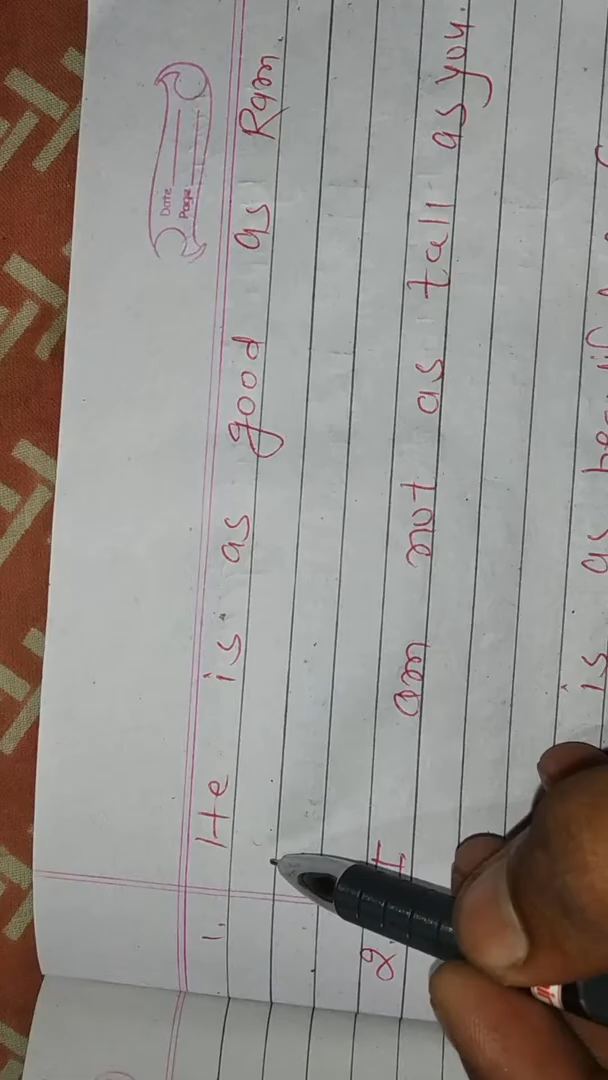 Date
Page
1. He is as good as Ram
2. I am not as tall as you.
is as